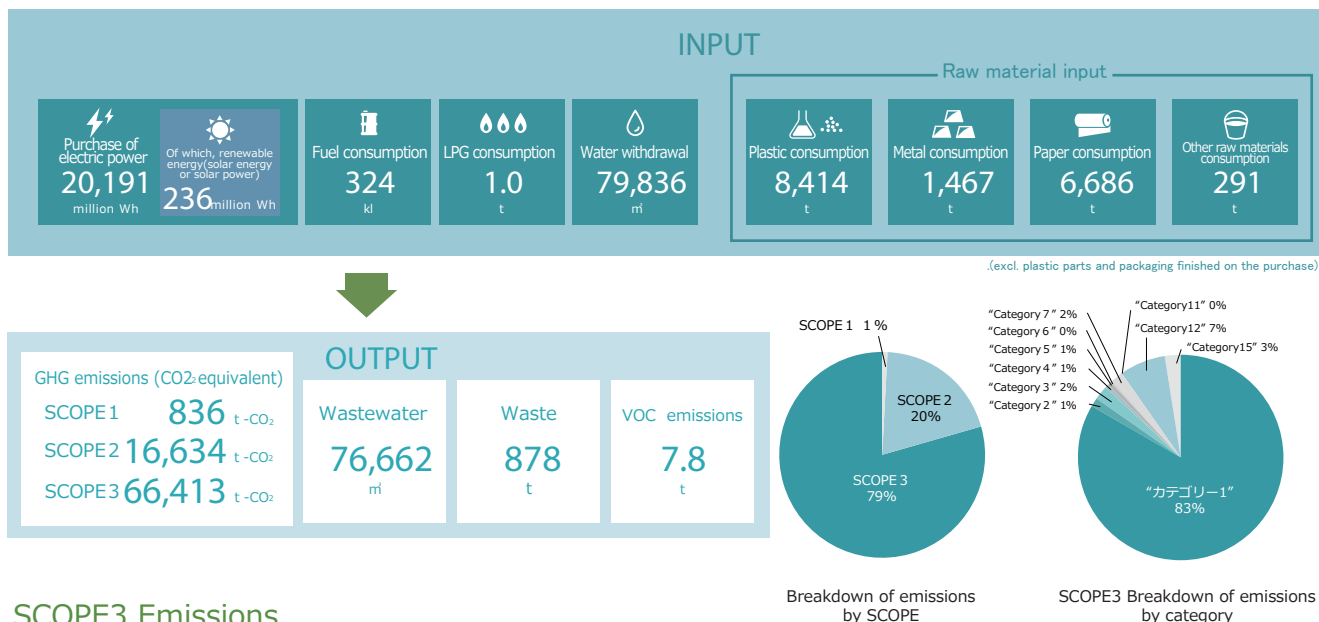 INPUT
Raw material input
Purchase of
electric power
20,191
million Wh
Of which, renewable
energy(solar energy
or solar power)
236million Wh
Fuel consumption
324
kl
LPG consumption
1.0
t
Water withdrawal
79,836
㎥
Plastic consumption
8,414
t
Metal consumption
1,467
t
Paper consumption
6,686
t
Other raw materials
consumption
291
t
.(excl. plastic parts and packaging finished on the purchase)
OUTPUT
GHG emissions (CO2₂equivalent)
SCOPE1 836 t-CO₂
SCOPE2 16,634 t-CO₂
SCOPE3 66,413 t-CO₂
Wastewater
76,662
㎥
Waste
878
t
VOC emissions
7.8
t
SCOPE1 1%
SCOPE2
20%
SCOPE3
79%
Breakdown of emissions
by SCOPE
"Category 7" 2%
"Category 6" 0%
"Category 5" 1%
"Category 4" 1%
"Category 3" 2%
"Category 2" 1%
"Category11" 0%
"Category12" 7%
"Category15" 3%
"カテゴリー1"
83%
SCOPE3 Breakdown of emissions
by category
SCOPE3 Emissions